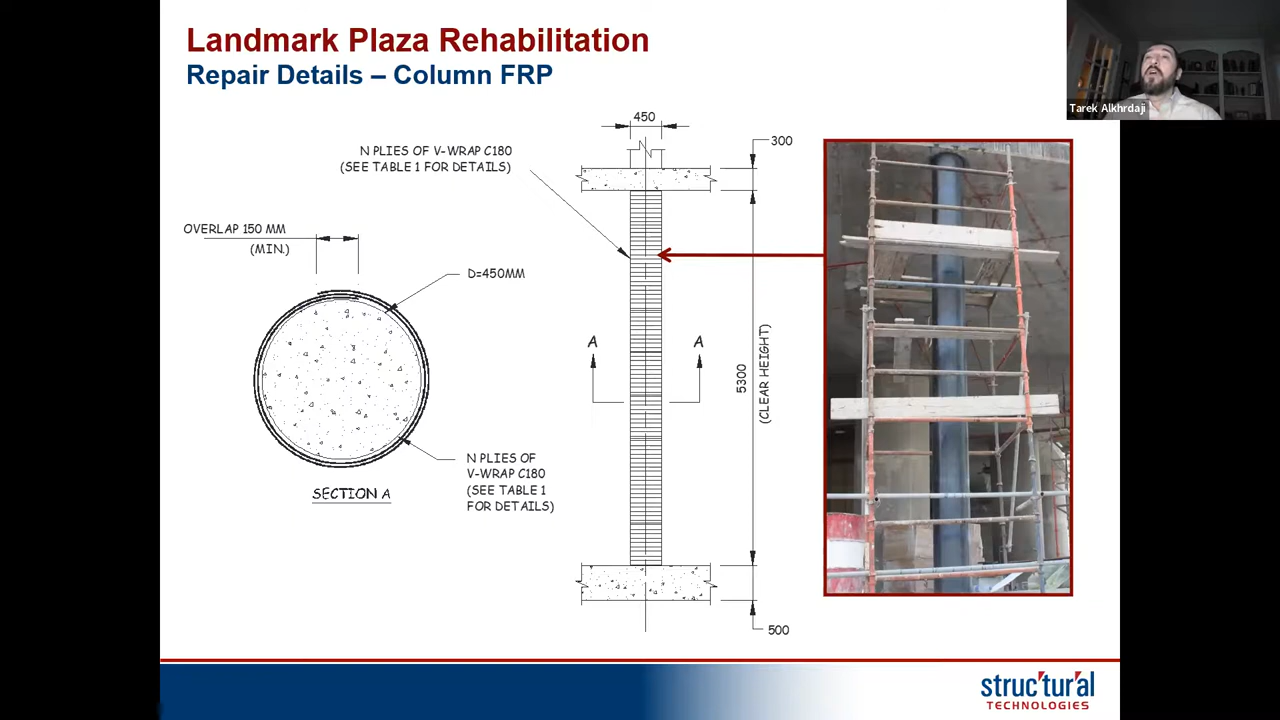 Landmark Plaza Rehabilitation
Repair Details – Column FRP
Tarek Alkhrdaji
450
300
N PLIES OF V-WRAP C180
(SEE TABLE 1 FOR DETAILS)
OVERLAP 150 MM
(MIN.)
D=450MM
A
A
5300
(CLEAR HEIGHT)
N PLIES OF
V-WRAP C180
(SEE TABLE 1
FOR DETAILS)
SECTION A
500
structural
TECHNOLOGIES